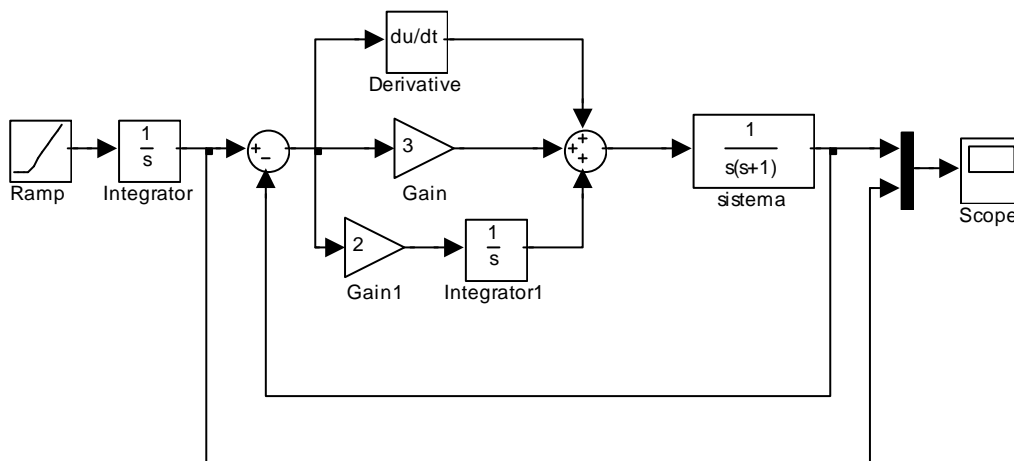 du/dt
Derivative
Ramp
1
s
Integrator
+
−
3
Gain
+
+
+
1
s(s+1)
sistema
Scope
2
Gain1
1
s
Integrator1